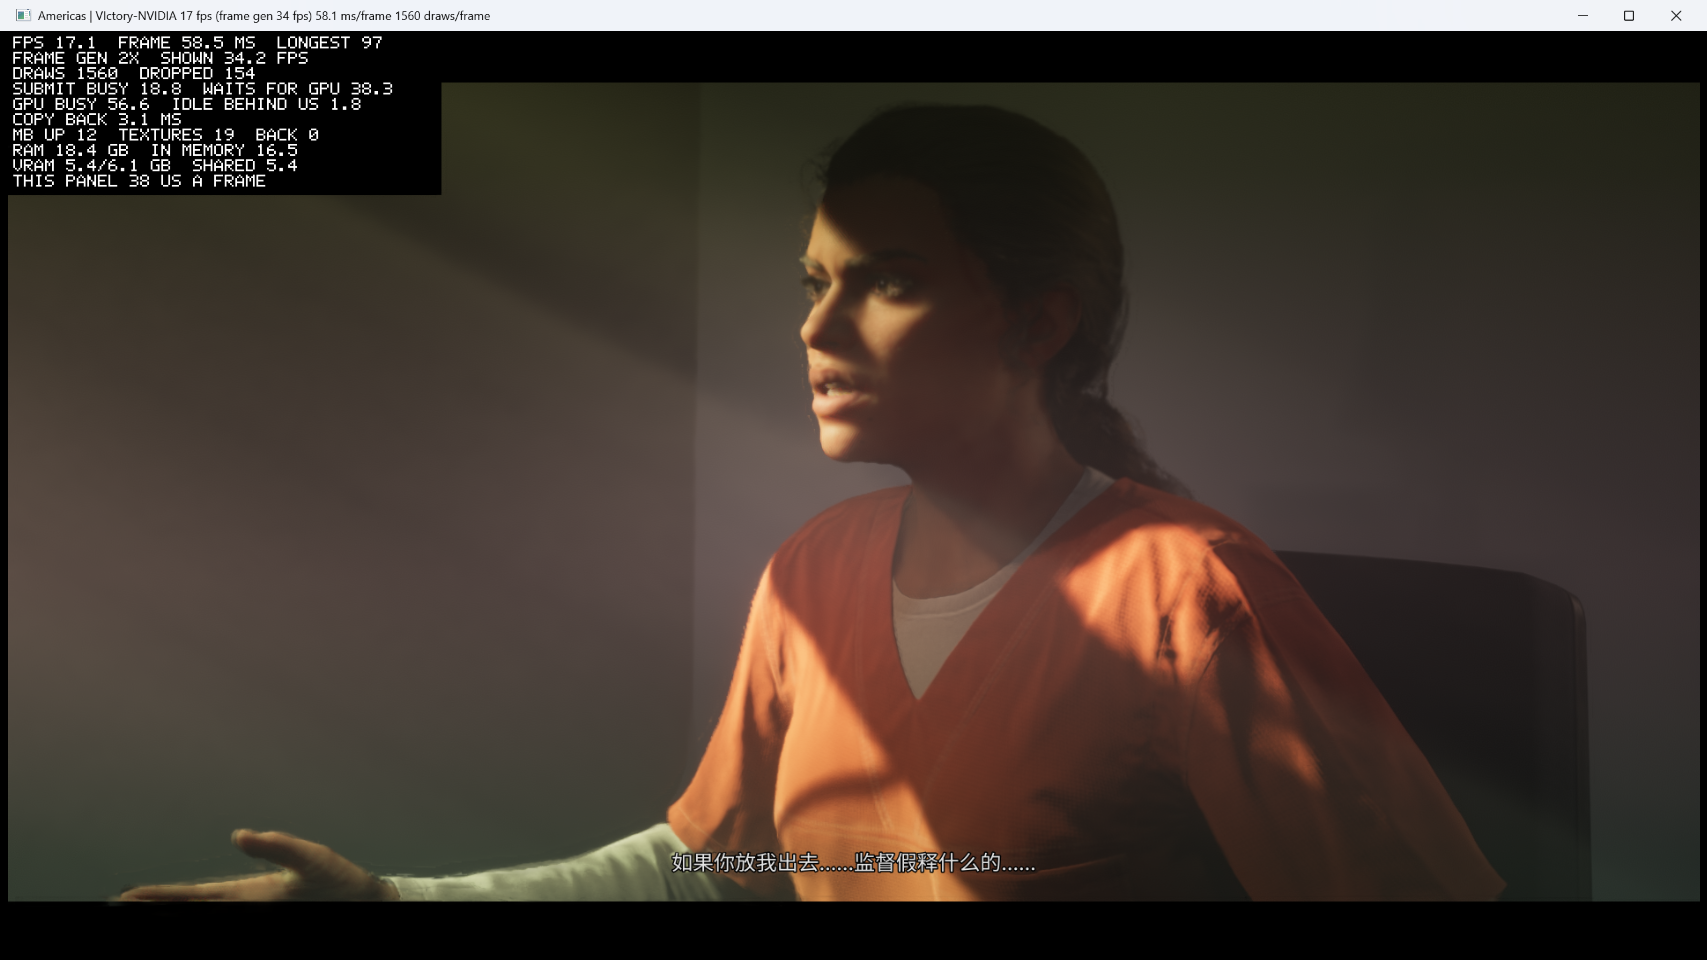 Americas | VIctory-NVIDIA 17 fps (frame gen 34 fps) 58.1 ms/frame 1560 draws/frame
FPS 17.1 FRAME 58.5 MS LONGEST 97
FRAME GEN 2X SHOWN 34.2 FPS
DRAWS 1560 DROPPED 154
SUBMIT BUSY 18.8 WAITS FOR GPU 38.3
GPU BUSY 56.6 IDLE BEHIND US 1.8
COPY BACK 3.1 MS
MB UP 12 TEXTURES 19 BACK 0
RAM 18.4 GB IN MEMORY 16.5
VRAM 5.4/6.1 GB SHARED 5.4
THIS PANEL 38 US A FRAME
如果你放我出去……监督假释什么的……